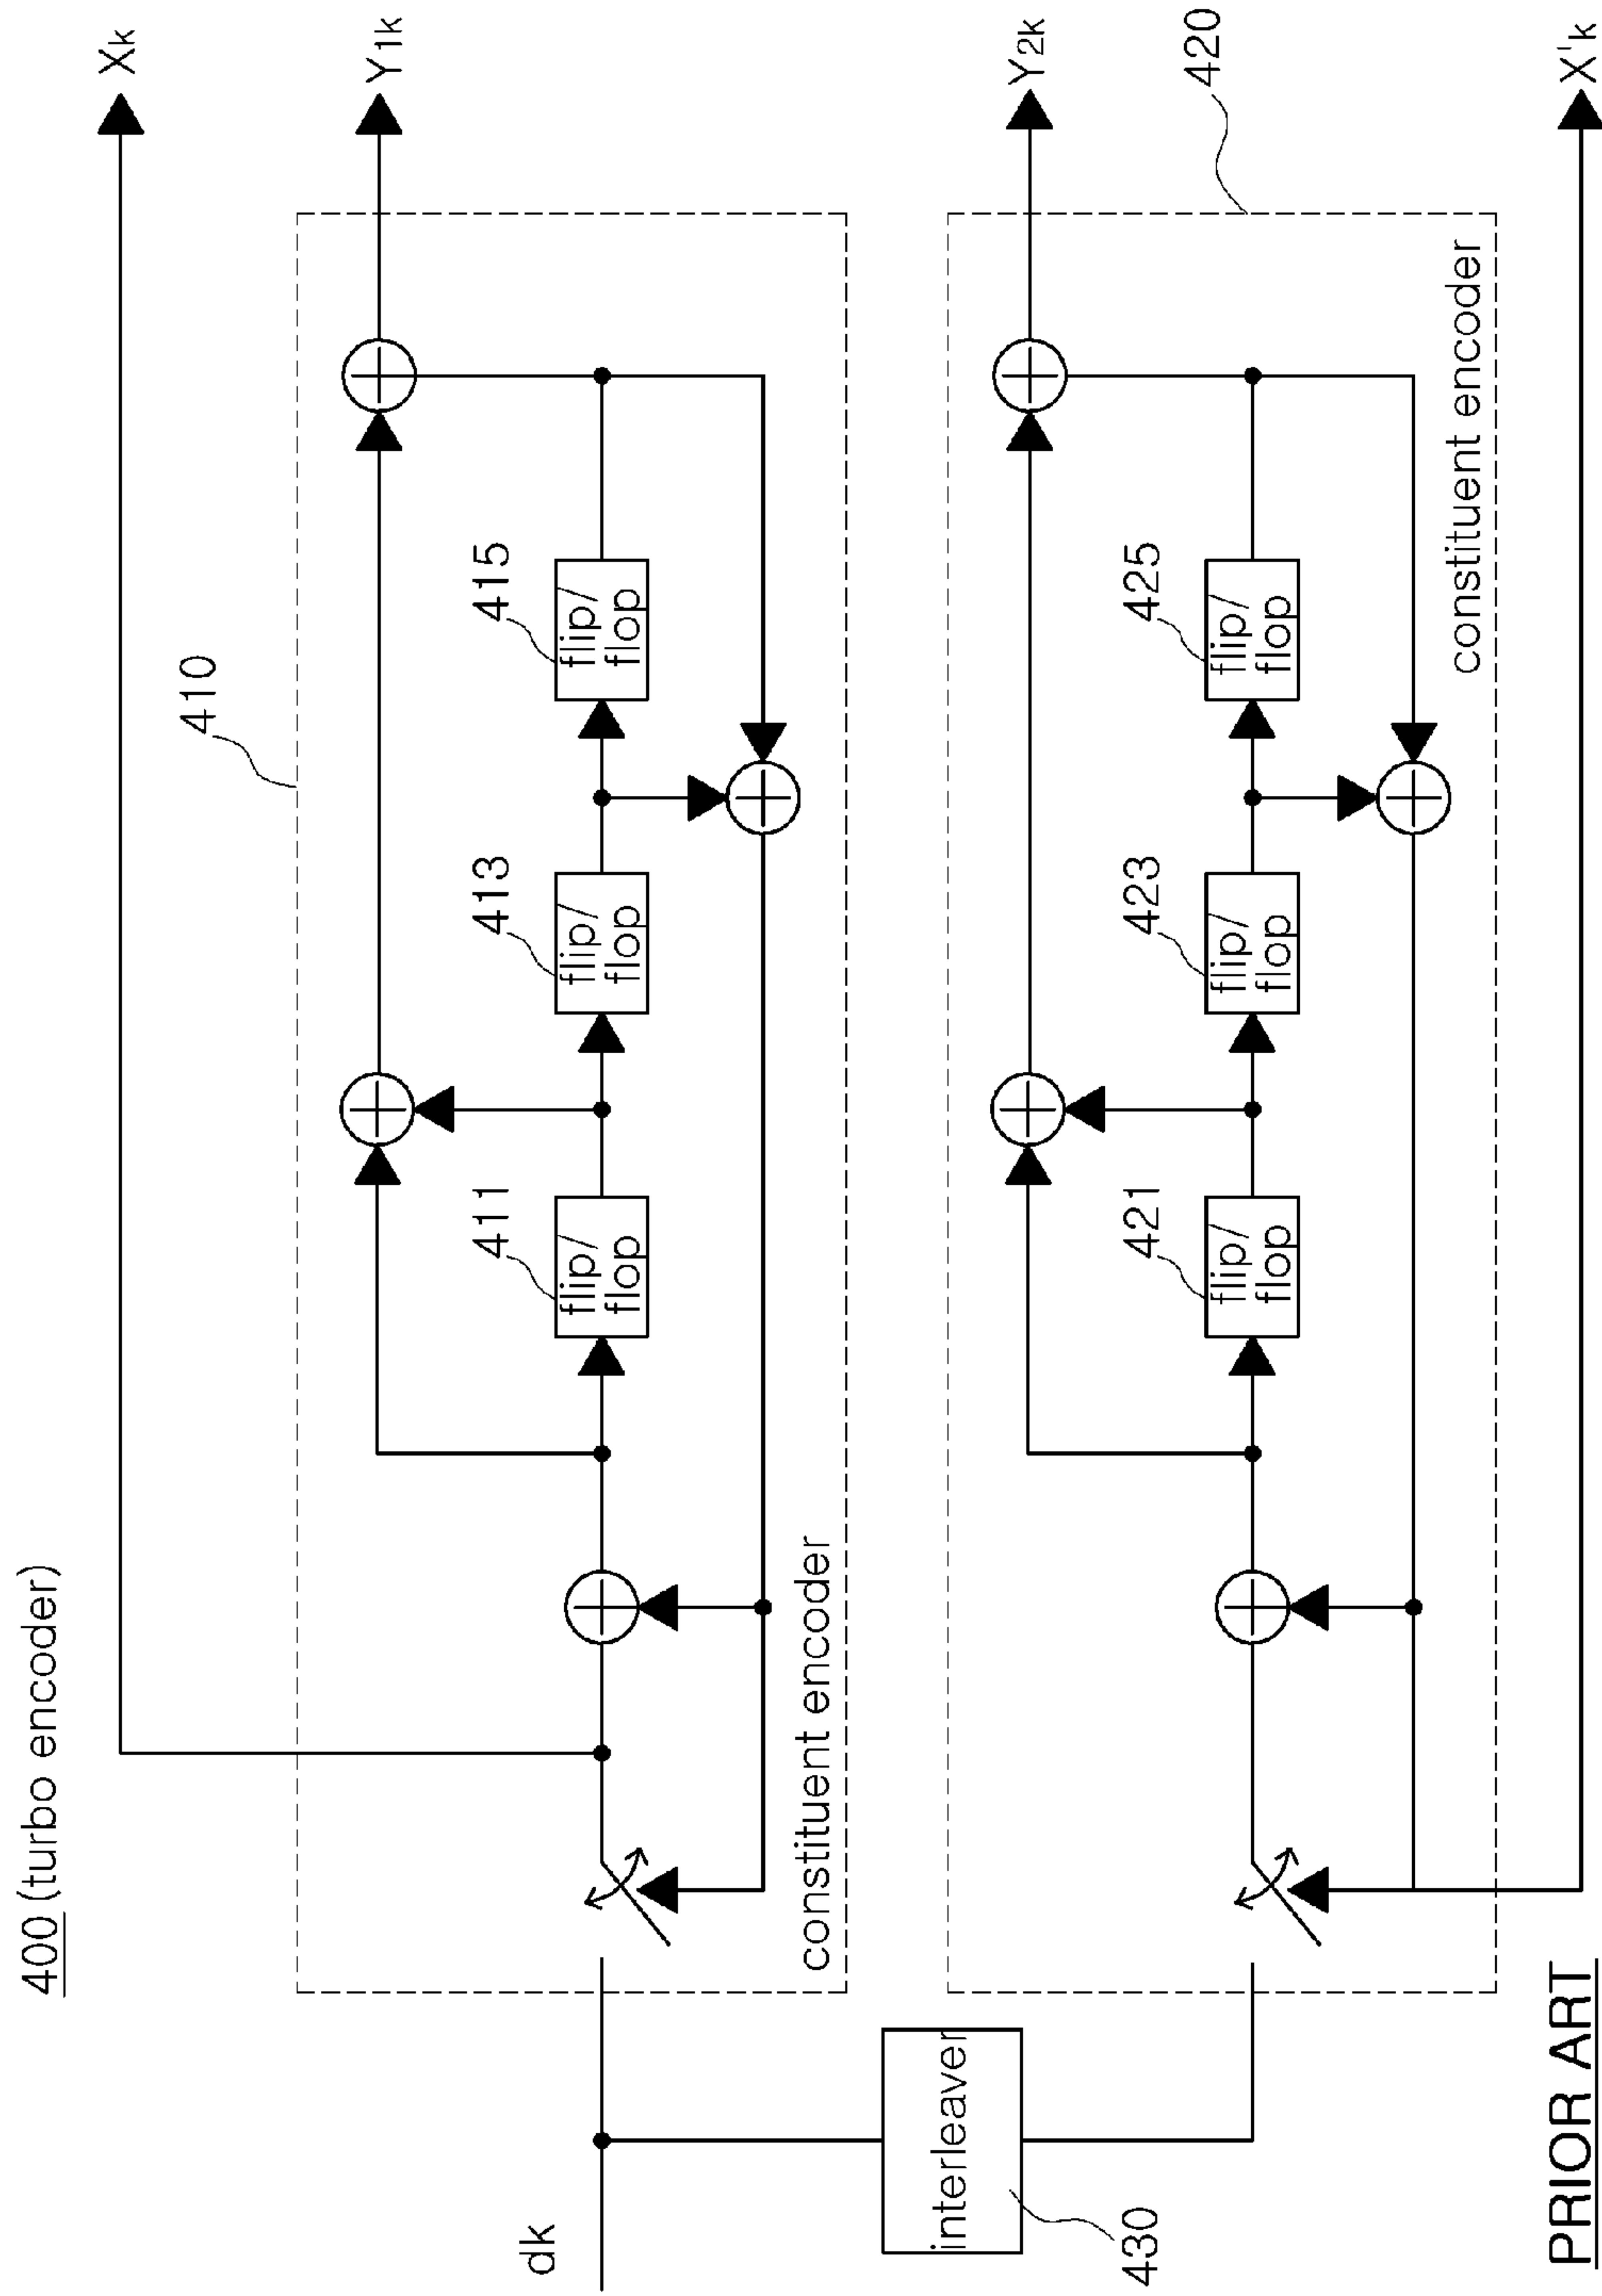 400 (turbo encoder)
Xk
410
Y1k
411
flip/
flop
413
flip/
flop
415
flip/
flop
constituent encoder
dk
interleaver
430
Y2k
420
421
flip/
flop
423
flip/
flop
425
flip/
flop
constituent encoder
X'k
PRIOR ART